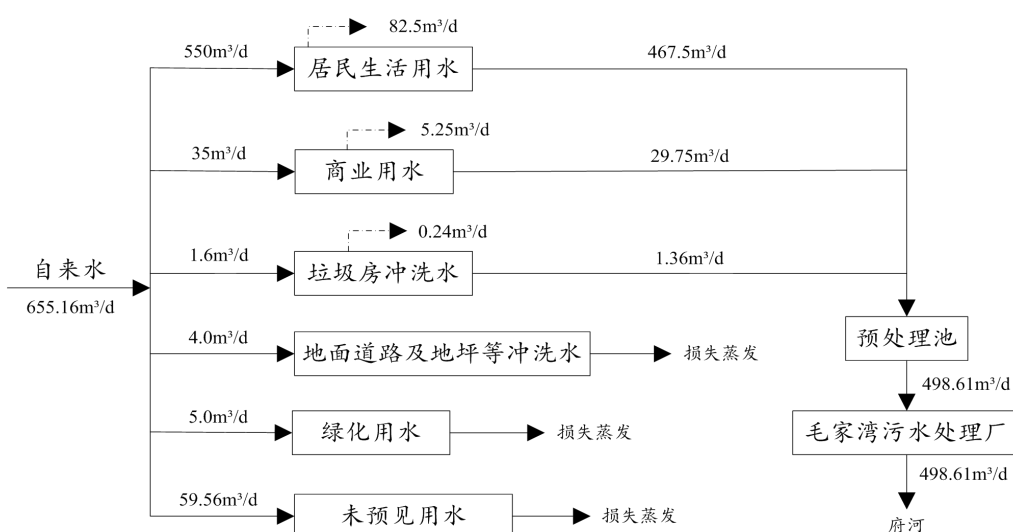 82.5m³/d
550m³/d
居民生活用水
467.5m³/d
5.25m³/d
35m³/d
商业用水
29.75m³/d
0.24m³/d
1.6m³/d
垃圾房冲洗水
1.36m³/d
自来水
655.16m³/d
4.0m³/d
地面道路及地坪等冲洗水
损失蒸发
预处理池
498.61m³/d
5.0m³/d
绿化用水
损失蒸发
毛家湾污水处理厂
498.61m³/d
59.56m³/d
未预见用水
损失蒸发
府河